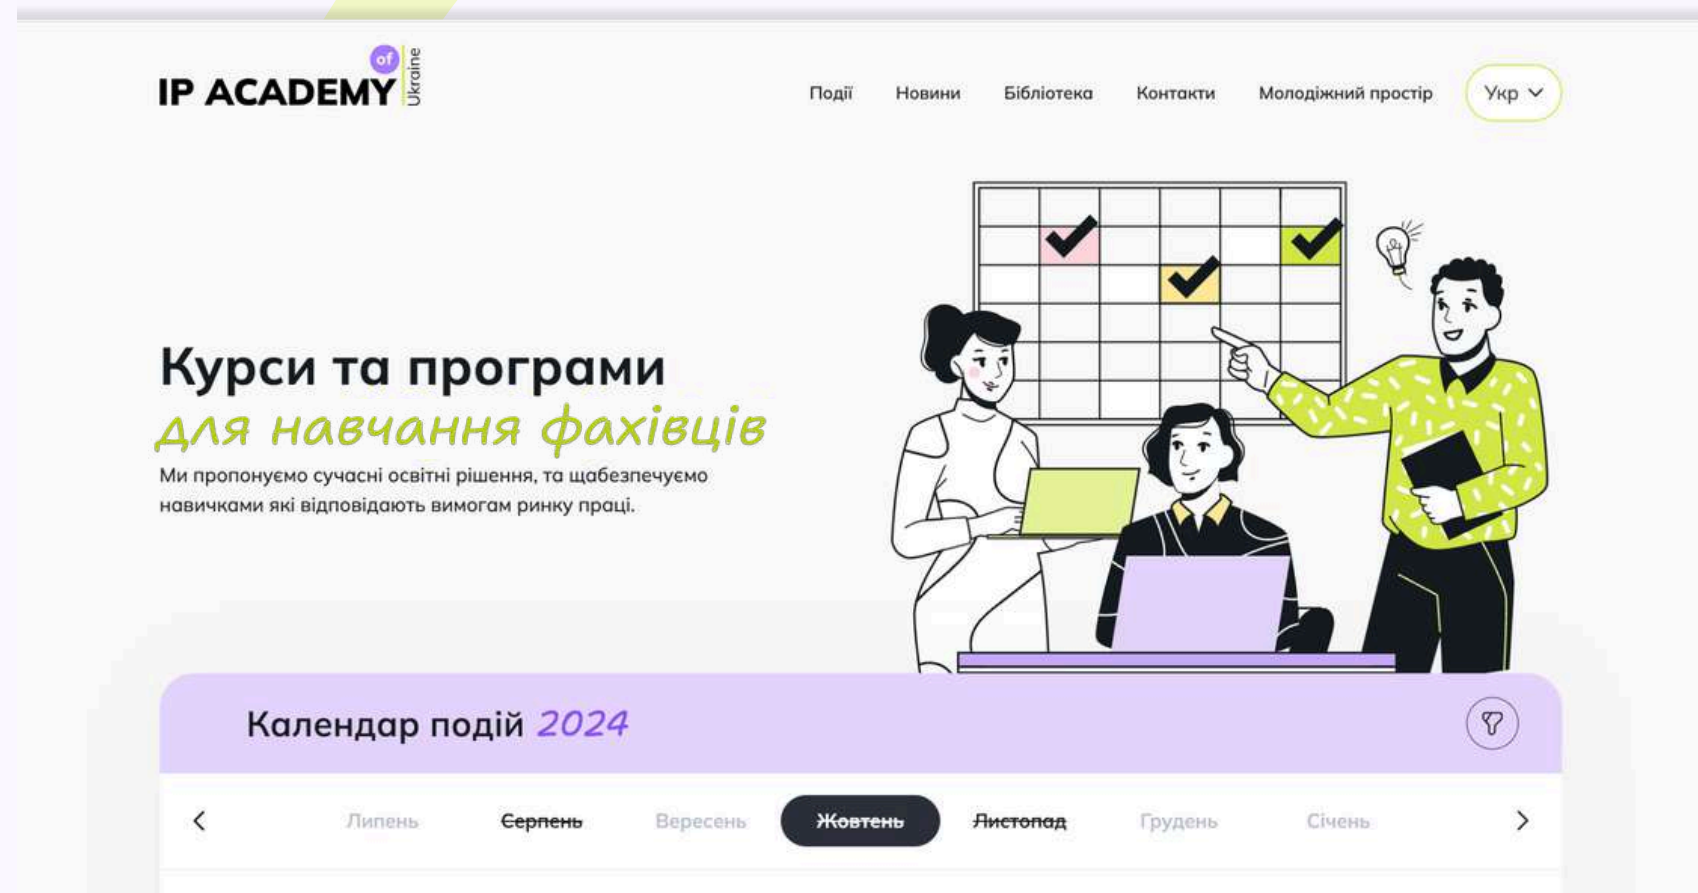 IP ACADEMY of Ukraine
Події Новини Бібліотека Контакти Молодіжний простір Укр
Курси та програми
для навчання фахівців
Ми пропонуємо сучасні освітні рішення, та щабезпечуємо
навичками які відповідають вимогам ринку праці.
Календар подій 2024
Липень Серпень Вересень Жовтень Листопад Грудень Січень